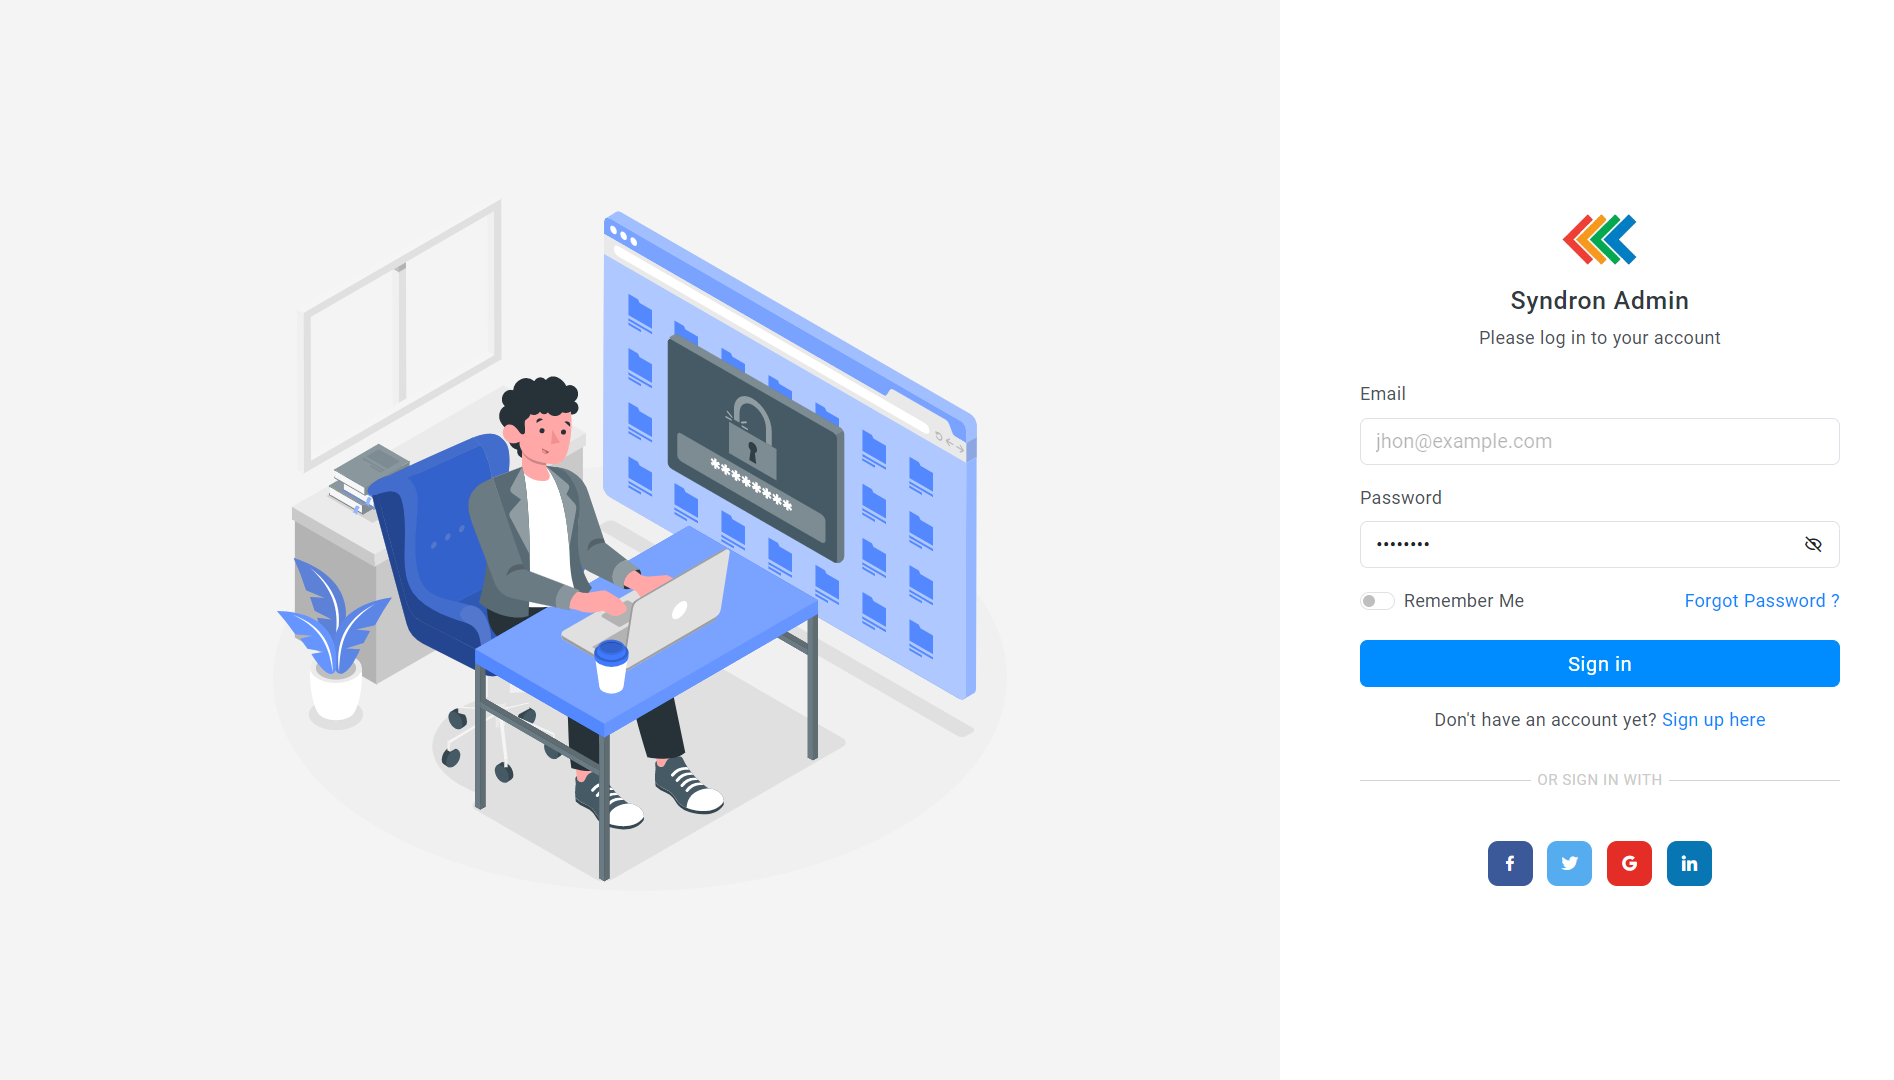 *******
Syndron Admin
Please log in to your account
Email
jhon@example.com
Password
••••••••
Remember Me
Forgot Password ?
Sign in
Don't have an account yet? Sign up here
OR SIGN IN WITH